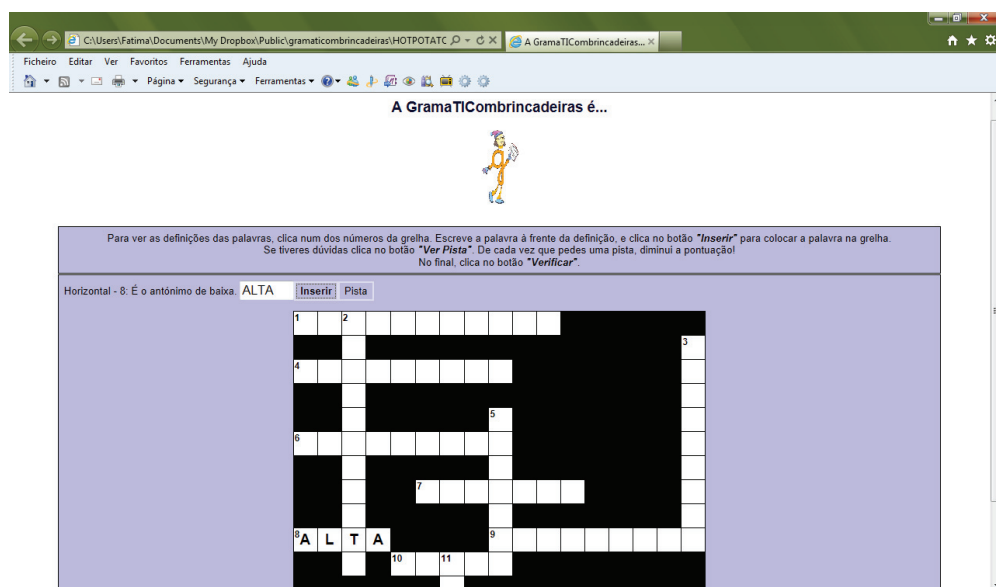 C:\Users\Fatima\Documents\My Dropbox\Public\gramaticombrincadeiras\HOTPOTATC
A GramaTICombrincadeiras...
Ficheiro Editar Ver Favoritos Ferramentas Ajuda
Página Segurança Ferramentas
A GramaTICombrincadeiras é...
Para ver as definições das palavras, clica num dos números da grelha. Escreve a palavra à frente da definição, e clica no botão "Inserir" para colocar a palavra na grelha.
Se tiveres dúvidas clica no botão "Ver Pista". De cada vez que pedes uma pista, diminui a pontuação!
No final, clica no botão "Verificar".
Horizontal - 8: É o antónimo de baixa. ALTA Inserir Pista
1 2
3
4
5
6
7
8 A L T A 9
10 11